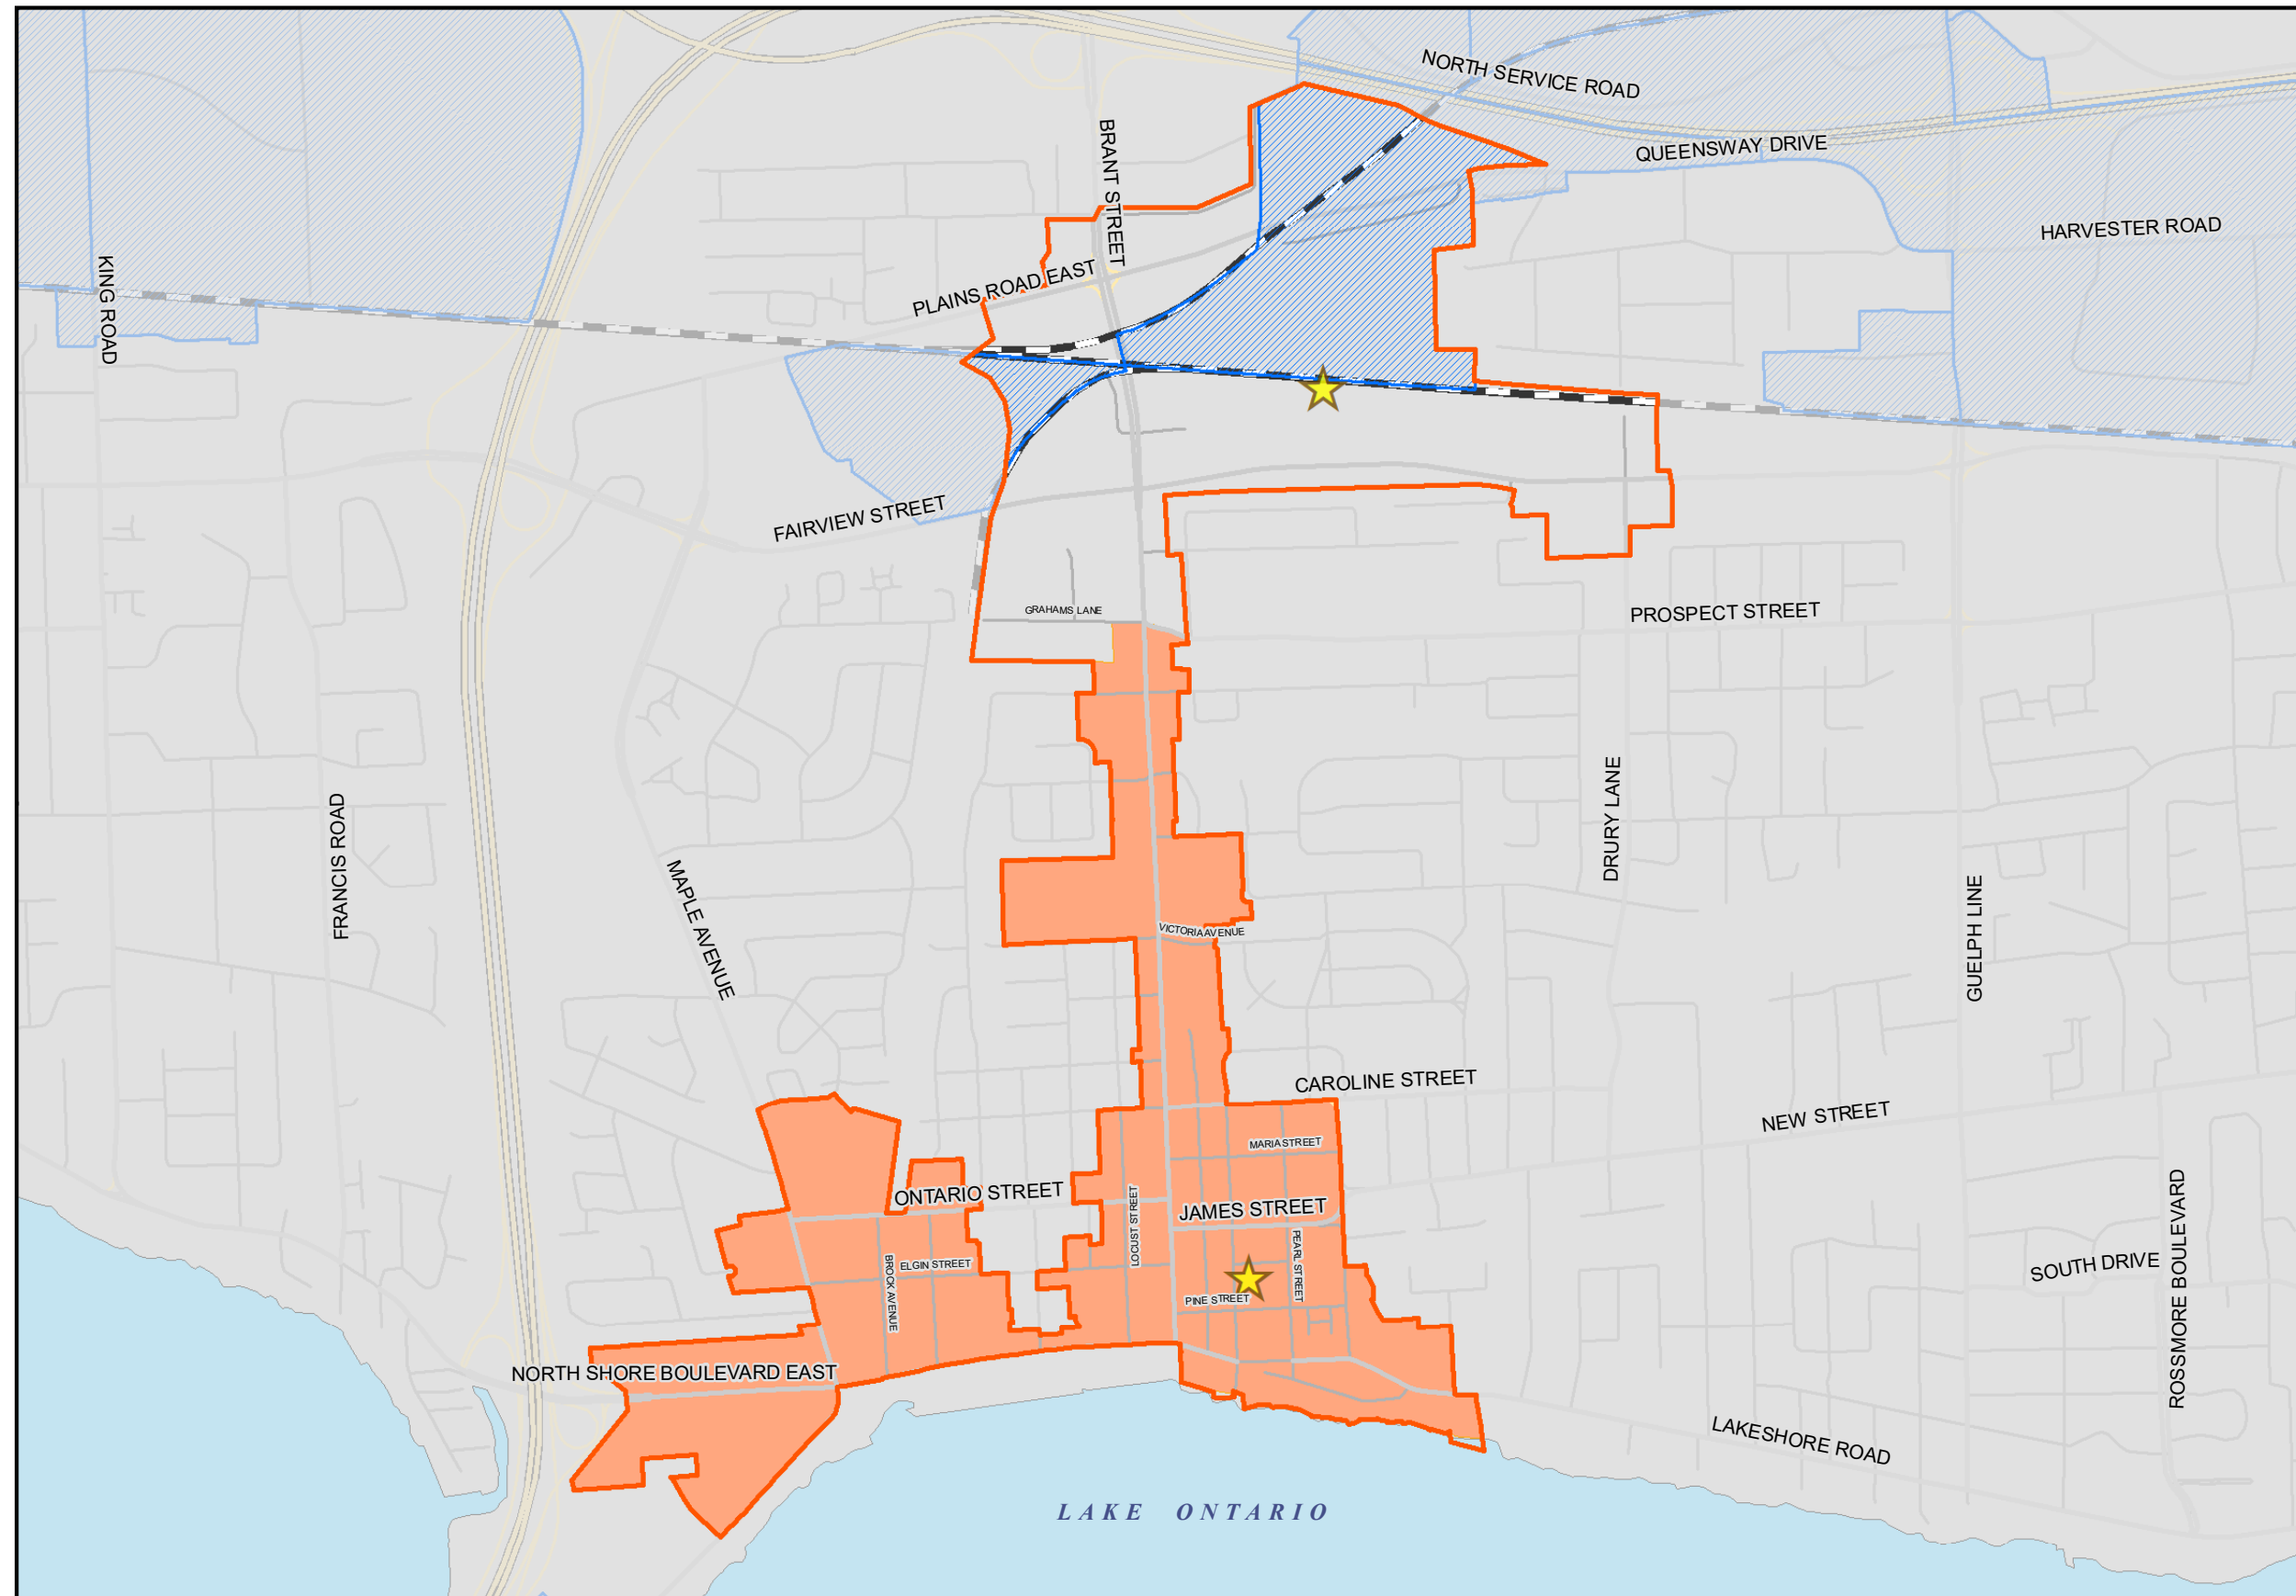 NORTH SERVICE ROAD
BRANT STREET
QUEENSWAY DRIVE
HARVESTER ROAD
KING ROAD
PLAINS ROAD EAST
FAIRVIEW STREET
GRAHAMS LANE
PROSPECT STREET
FRANCIS ROAD
MAPLE AVENUE
DRURY LANE
GUELPH LINE
VICTORIA AVENUE
CAROLINE STREET
NEW STREET
MARIA STREET
ONTARIO STREET
LOCUST STREET
JAMES STREET
PEARL STREET
BROCK AVENUE
ELGIN STREET
PINE STREET
SOUTH DRIVE
ROSSMORE BOULEVARD
NORTH SHORE BOULEVARD EAST
LAKESHORE ROAD
LAKE ONTARIO